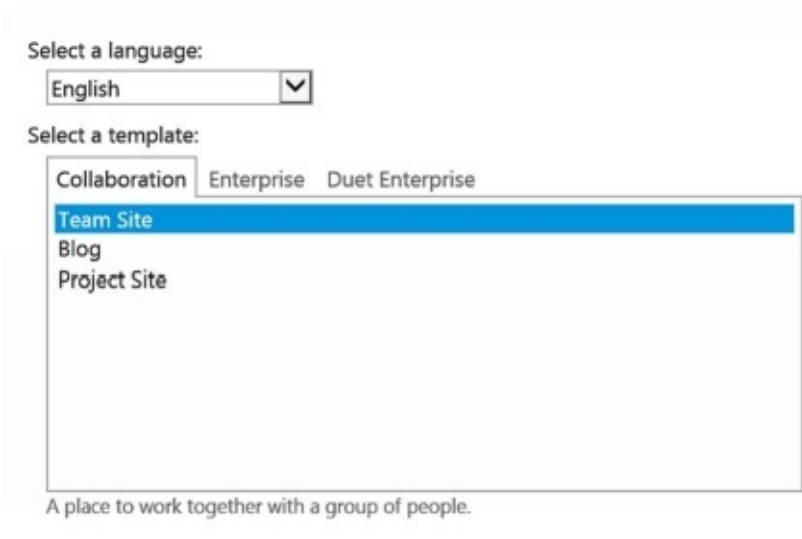 Select a language:
English
Select a template:
Collaboration Enterprise Duet Enterprise
Team Site
Blog
Project Site
A place to work together with a group of people.